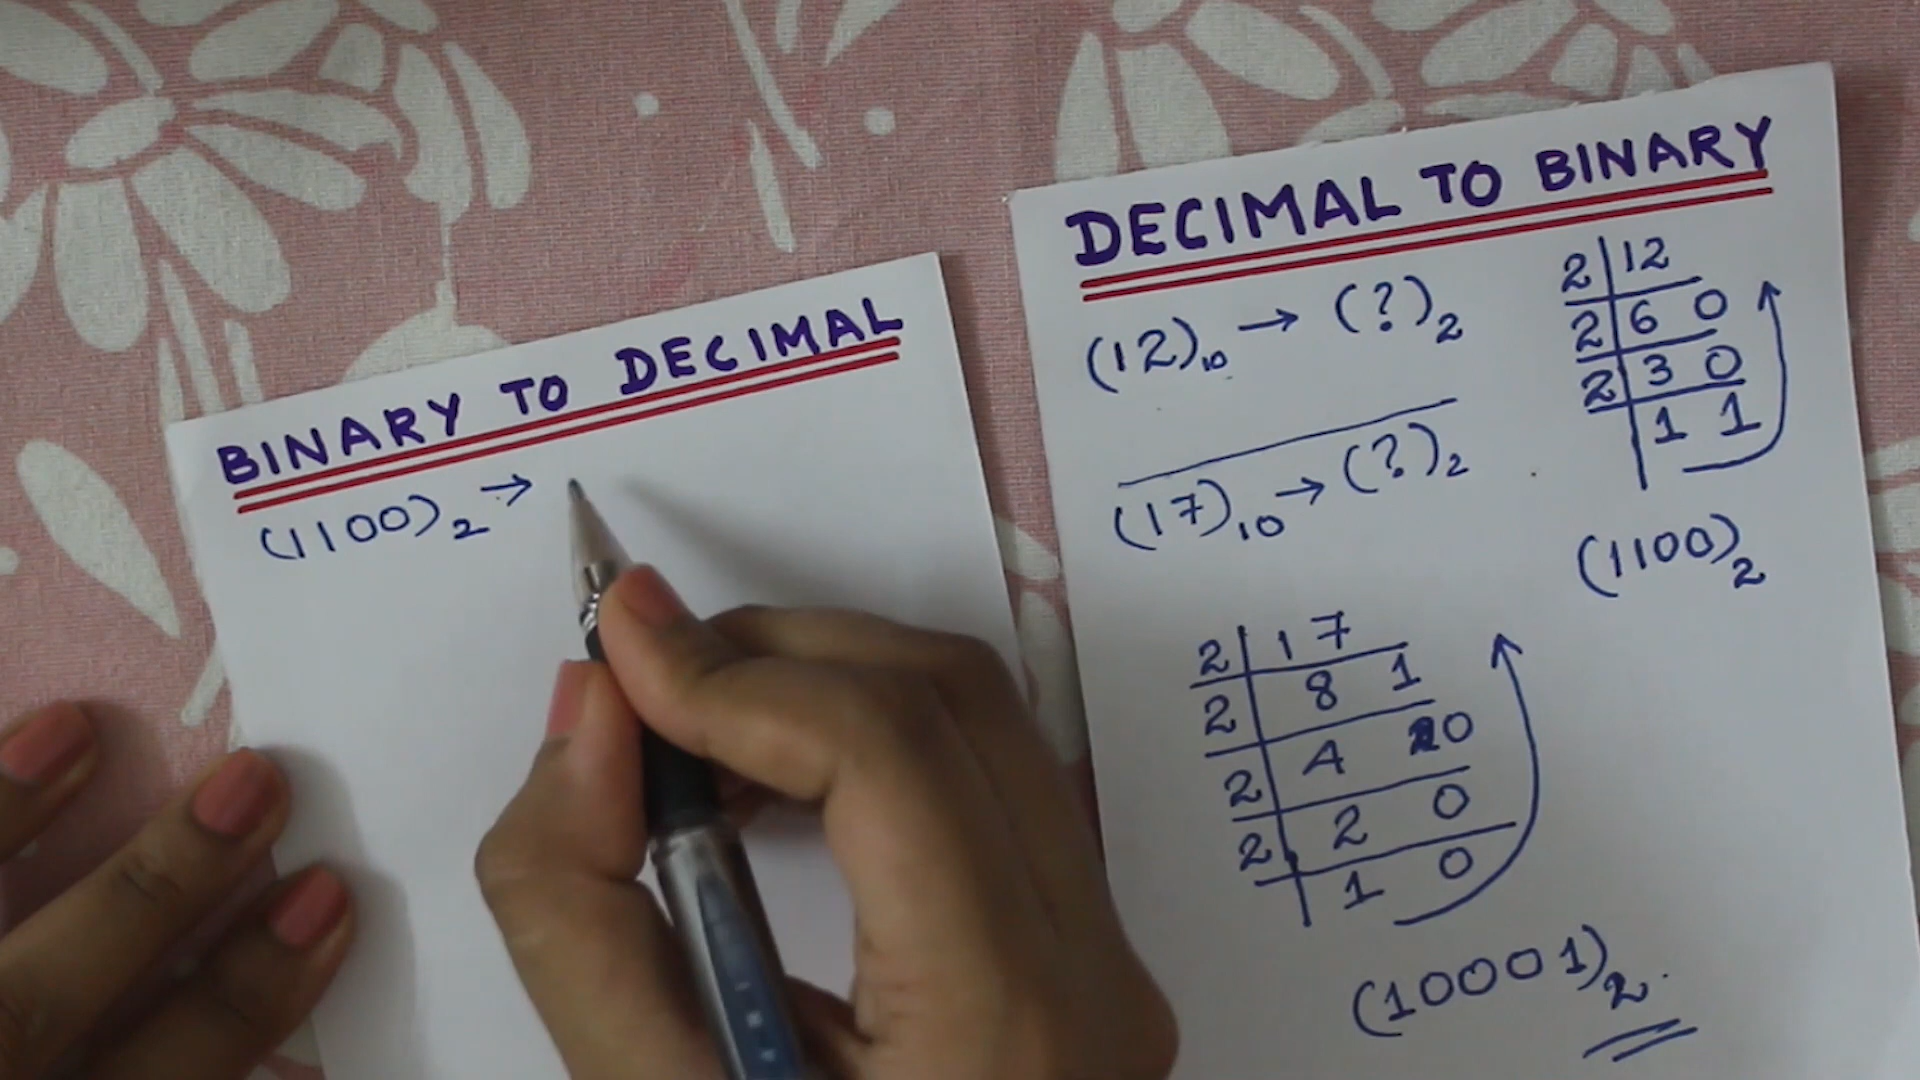 BINARY TO DECIMAL
(1100)2 →
DECIMAL TO BINARY
(12)10 → (?)2
2 12
2 6 0
2 3 0
1 1
(1100)2
(17)10 → (?)2
2 17
2 8 1
2 4 0
2 2 0
1 0
(10001)2.